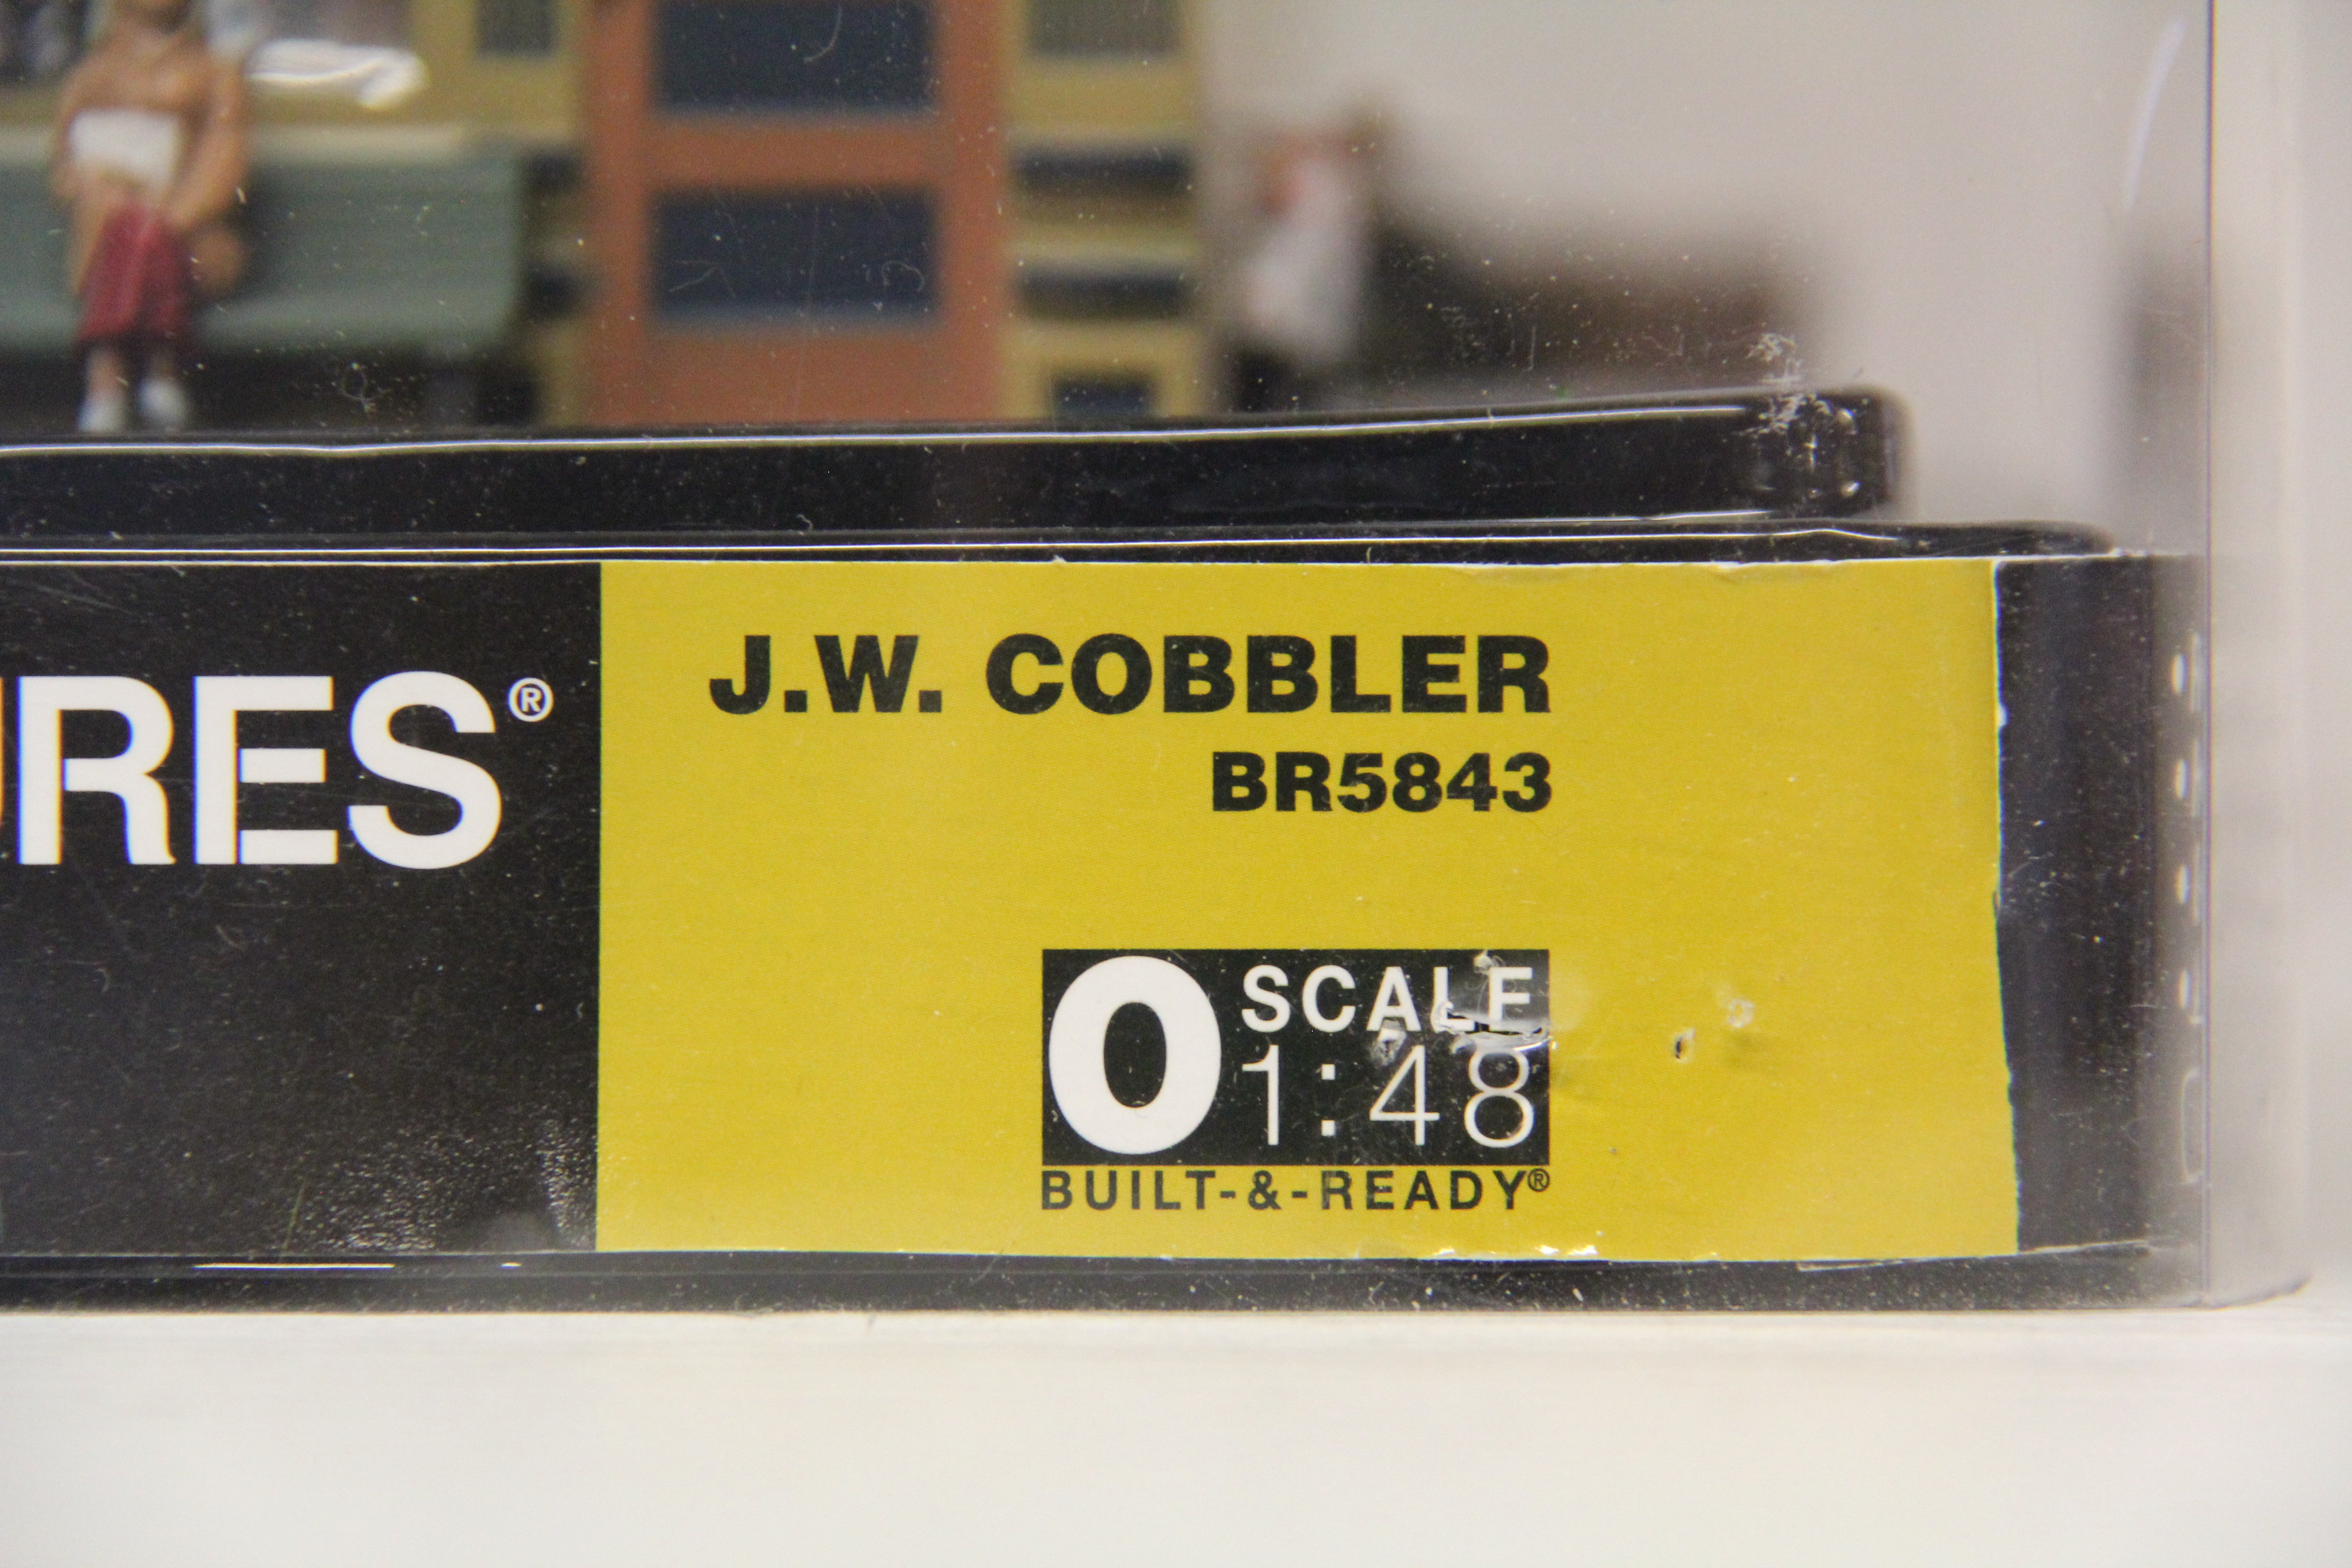 RES®
J.W. COBBLER
BR5843
O SCALE
1:48
BUILT-&-READY®